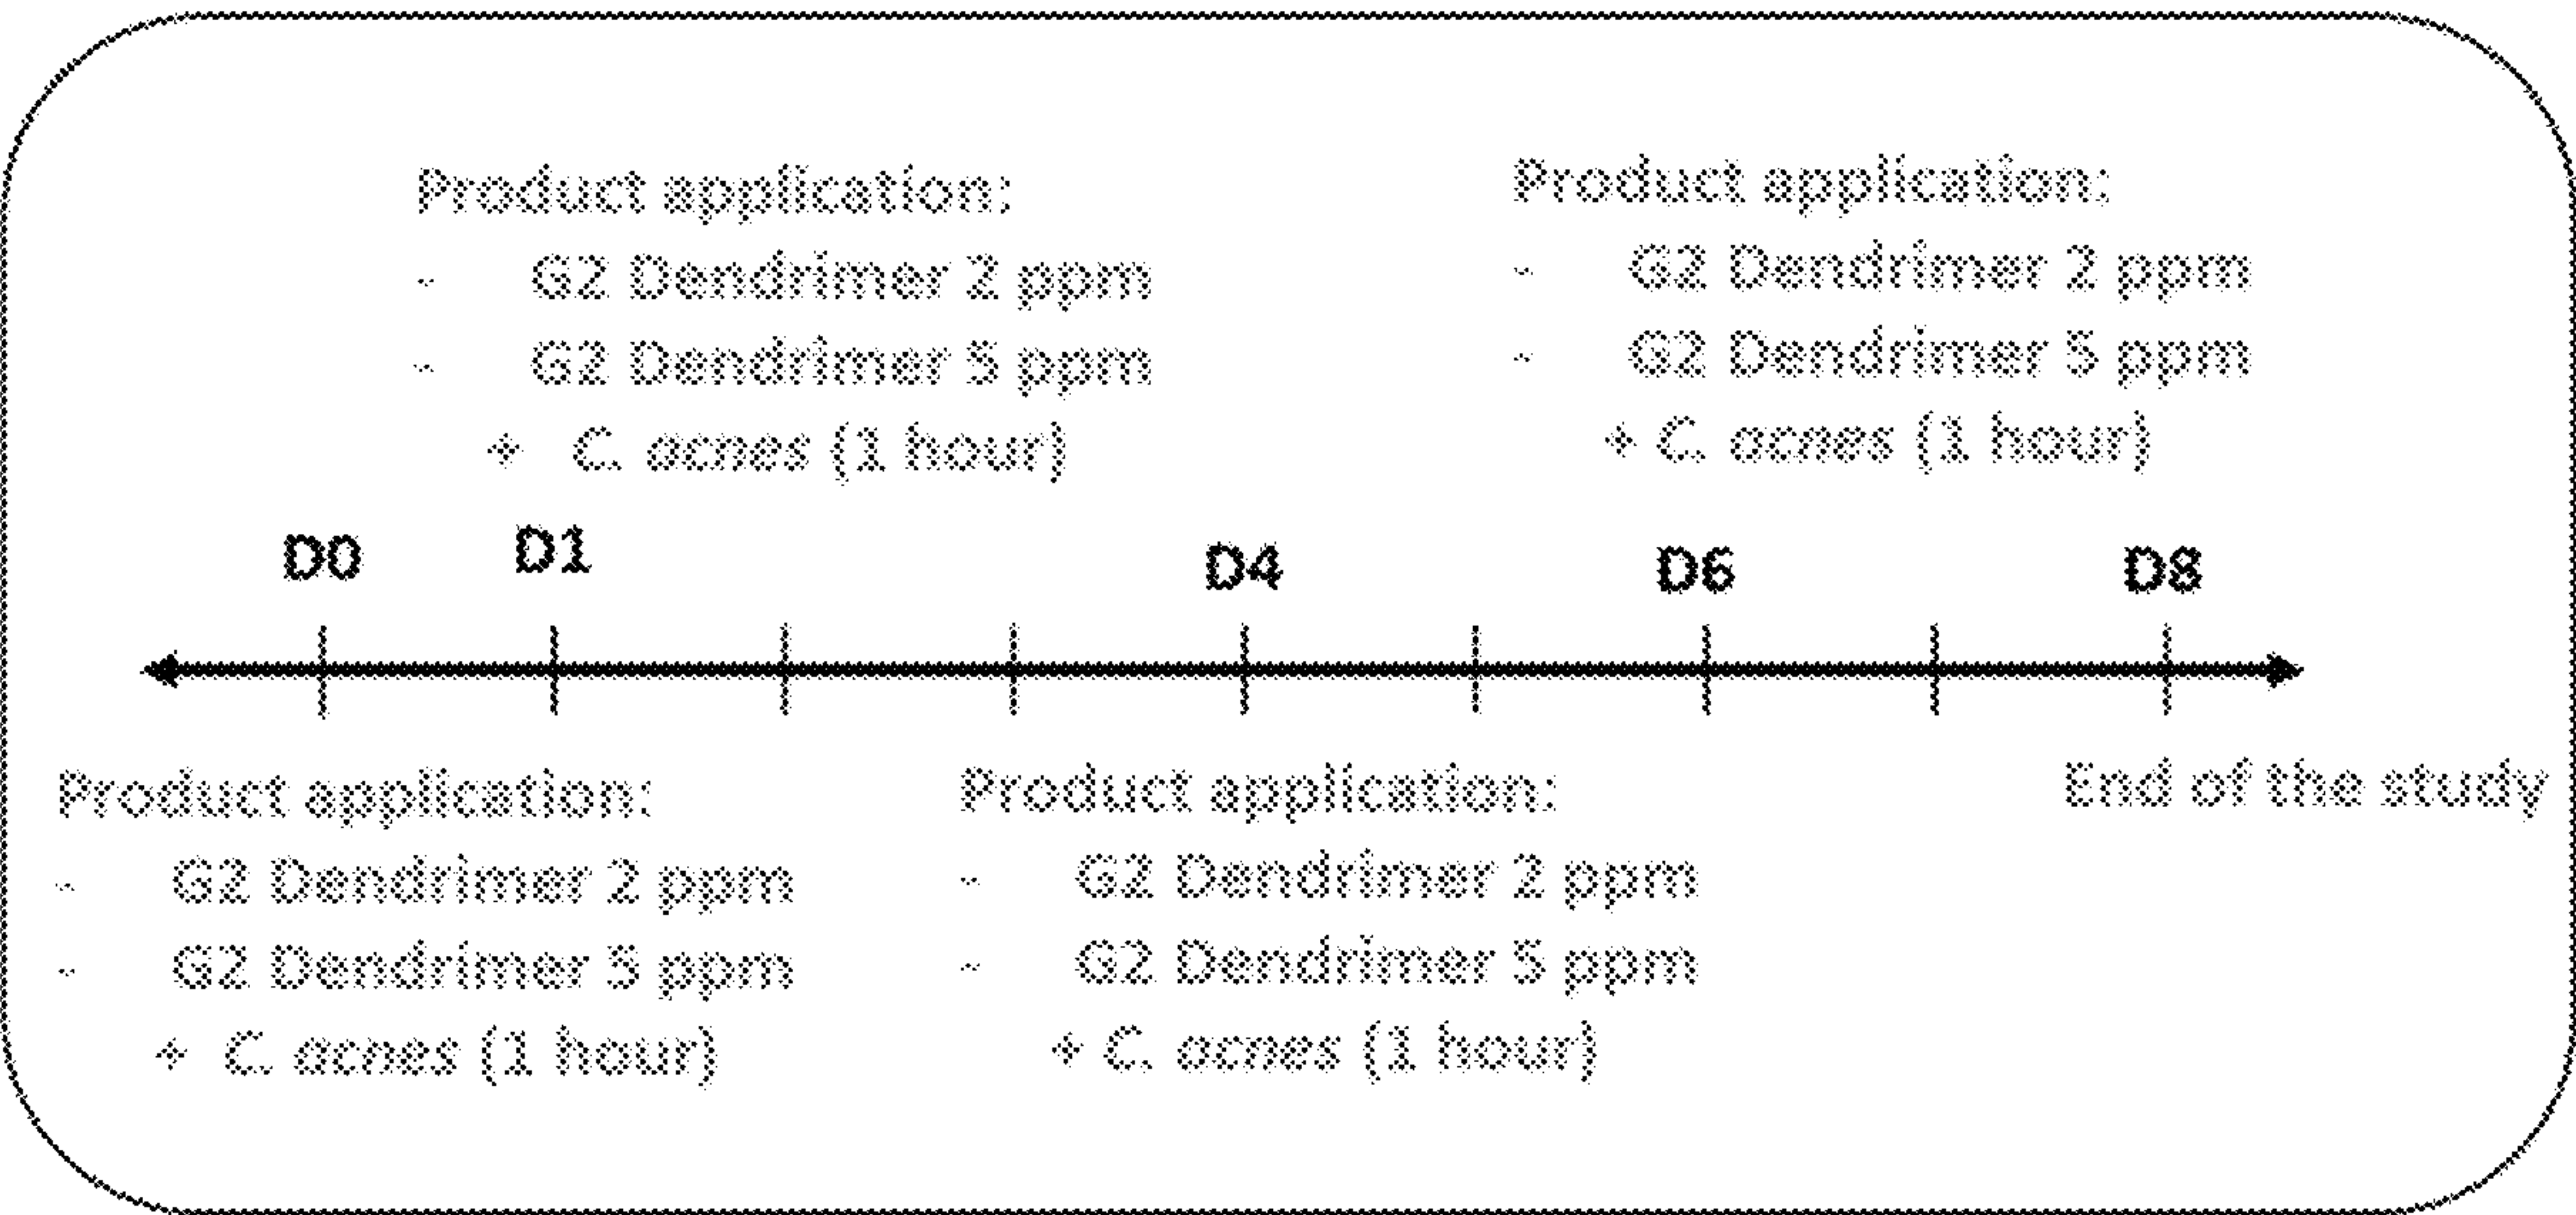 Product application:
- G2 Dendrimer 2 ppm
- G2 Dendrimer 5 ppm
+ C. acnes (1 hour)
Product application:
- G2 Dendrimer 2 ppm
- G2 Dendrimer 5 ppm
+ C. acnes (1 hour)
D0
D1
D4
D6
D8
Product application:
- G2 Dendrimer 2 ppm
- G2 Dendrimer 5 ppm
+ C. acnes (1 hour)
Product application:
- G2 Dendrimer 2 ppm
- G2 Dendrimer 5 ppm
+ C. acnes (1 hour)
End of the study